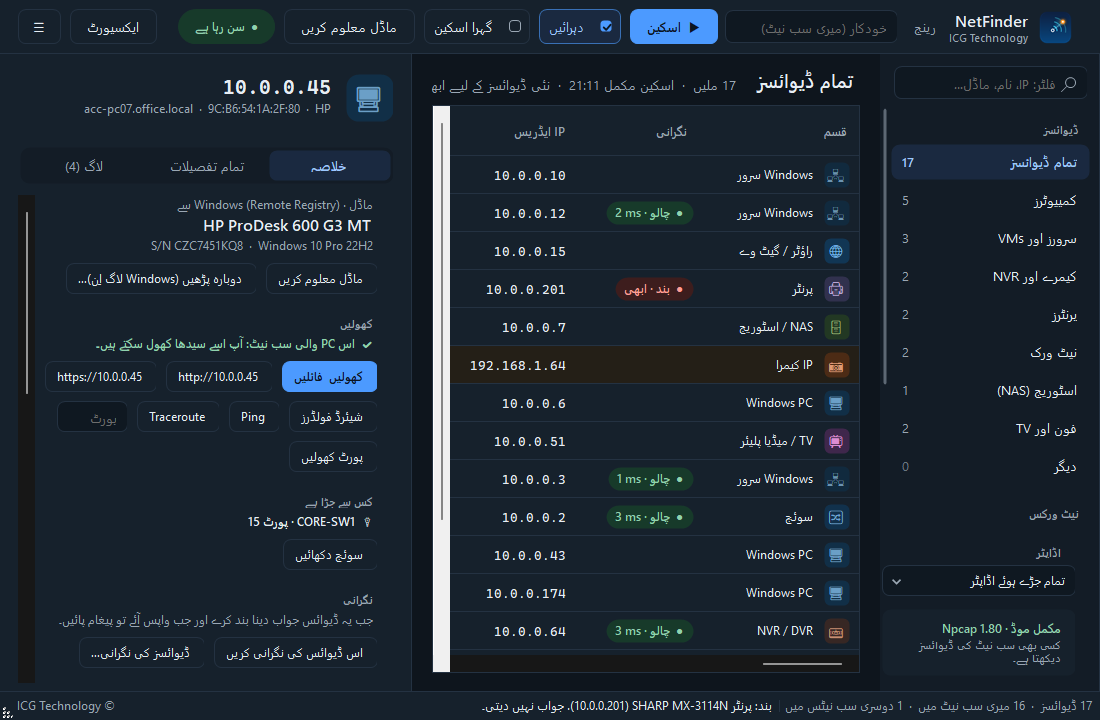 NetFinder
ICG Technology
رینج
خودکار (میری سب نیٹ)
اسکین
دہرائیں
گہرا اسکین
ماڈل معلوم کریں
سن رہا ہے
ایکسپورٹ
فلٹر: IP، نام، ماڈل...
ڈیوائسز
تمام ڈیوائسز 17
کمپیوٹرز 5
سرورز اور VMs 3
کیمرے اور NVR 2
پرنٹرز 2
نیٹ ورک 2
اسٹوریج (NAS) 1
فون اور TV 2
دیگر 0
نیٹ ورکس
اڈاپٹر
تمام جڑے ہوئے اڈاپٹر
مکمل موڈ · Npcap 1.80
کسی بھی سب نیٹ کی ڈیوائسز دیکھتا ہے۔
تمام ڈیوائسز
17 ملیں · اسکین مکمل 21:11 · نئی ڈیوائسز کے لیے ابھ
قسم نگرانی IP ایڈریس
Windows سرور 10.0.0.10
Windows سرور چالو · 2 ms 10.0.0.12
راؤٹر / گیٹ وے 10.0.0.15
پرنٹر بند · ابھی 10.0.0.201
NAS / اسٹوریج 10.0.0.7
IP کیمرا 192.168.1.64
Windows PC 10.0.0.6
TV / میڈیا پلیئر 10.0.0.51
Windows سرور چالو · 1 ms 10.0.0.3
سوئچ چالو · 3 ms 10.0.0.2
Windows PC 10.0.0.43
Windows PC 10.0.0.174
NVR / DVR چالو · 3 ms 10.0.0.64
10.0.0.45
acc-pc07.office.local · 9C:B6:54:1A:2F:80 · HP
خلاصہ
تمام تفصیلات
لاگ (4)
ماڈل · Windows (Remote Registry) سے
HP ProDesk 600 G3 MT
S/N CZC7451KQ8 · Windows 10 Pro 22H2
ماڈل معلوم کریں
دوبارہ پڑھیں (Windows لاگ اِن)...
کھولیں
✔ اس PC والی سب نیٹ: آپ اسے سیدھا کھول سکتے ہیں۔
کھولیں فائلیں
http://10.0.0.45
https://10.0.0.45
شیئرڈ فولڈرز
Ping
Traceroute
پورٹ
پورٹ کھولیں
کس سے جڑا ہے
CORE-SW1 · پورٹ 15
سوئچ دکھائیں
نگرانی
جب یہ ڈیوائس جواب دینا بند کرے اور جب واپس آئے تو پیغام پائیں۔
اس ڈیوائس کی نگرانی کریں
ڈیوائسز کی نگرانی...
17 ڈیوائسز · 16 میری سب نیٹ میں · 1 دوسری سب نیٹس میں
بند: پرنٹر SHARP MX-3114N (10.0.0.201). جواب نہیں دیتی۔
ICG Technology ©